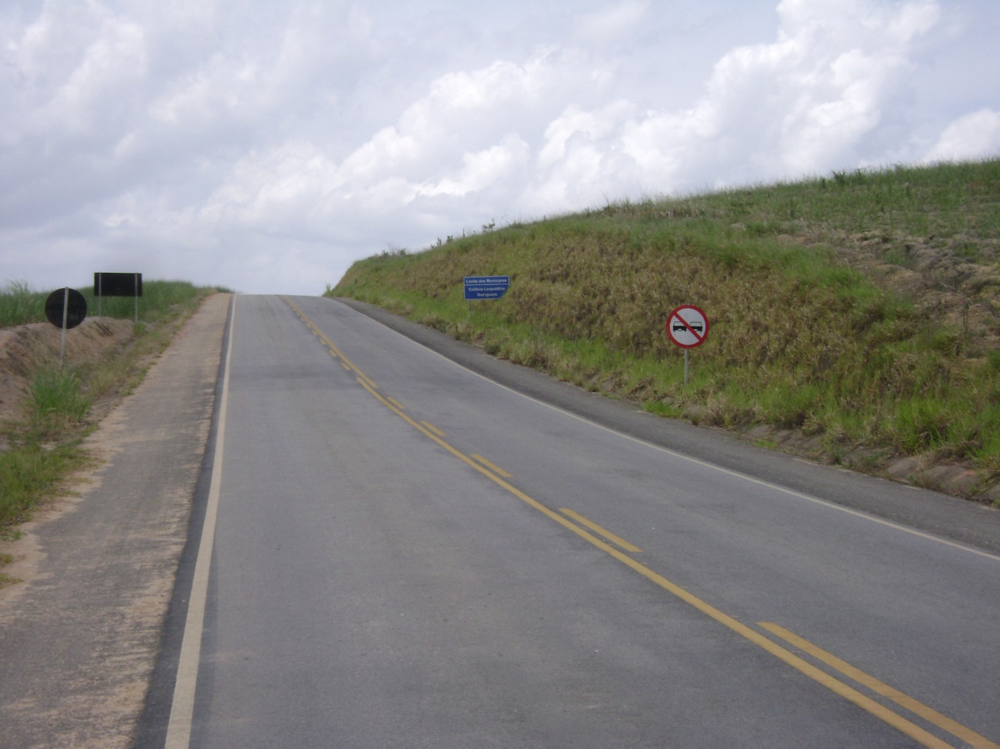 Limite dos Municípios
Colônia Leopoldina
Ibateguara